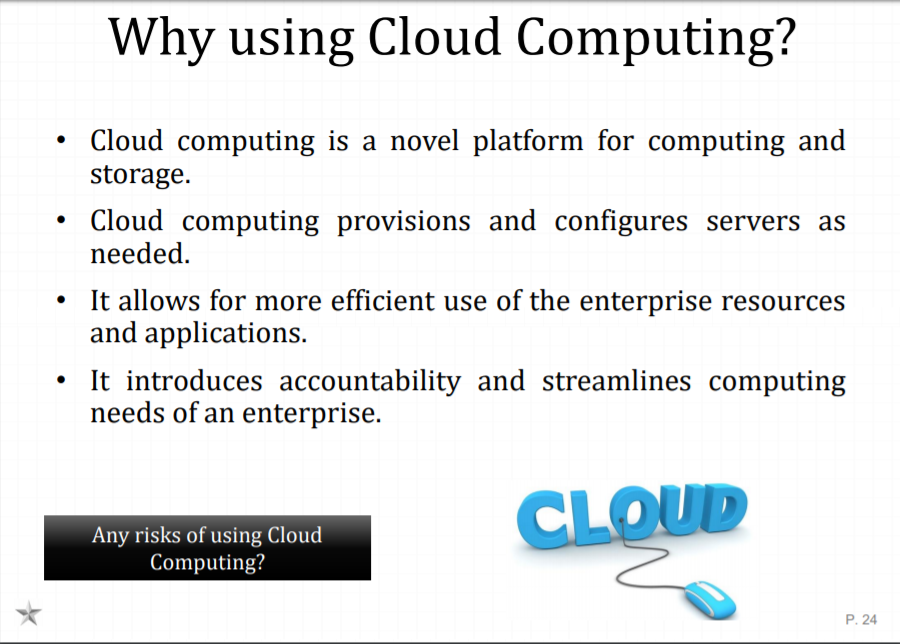 Why using Cloud Computing?
• Cloud computing is a novel platform for computing and
storage.
• Cloud computing provisions and configures servers as
needed.
• It allows for more efficient use of the enterprise resources
and applications.
• It introduces accountability and streamlines computing
needs of an enterprise.
CLOUD
Any risks of using Cloud
Computing?
P. 24